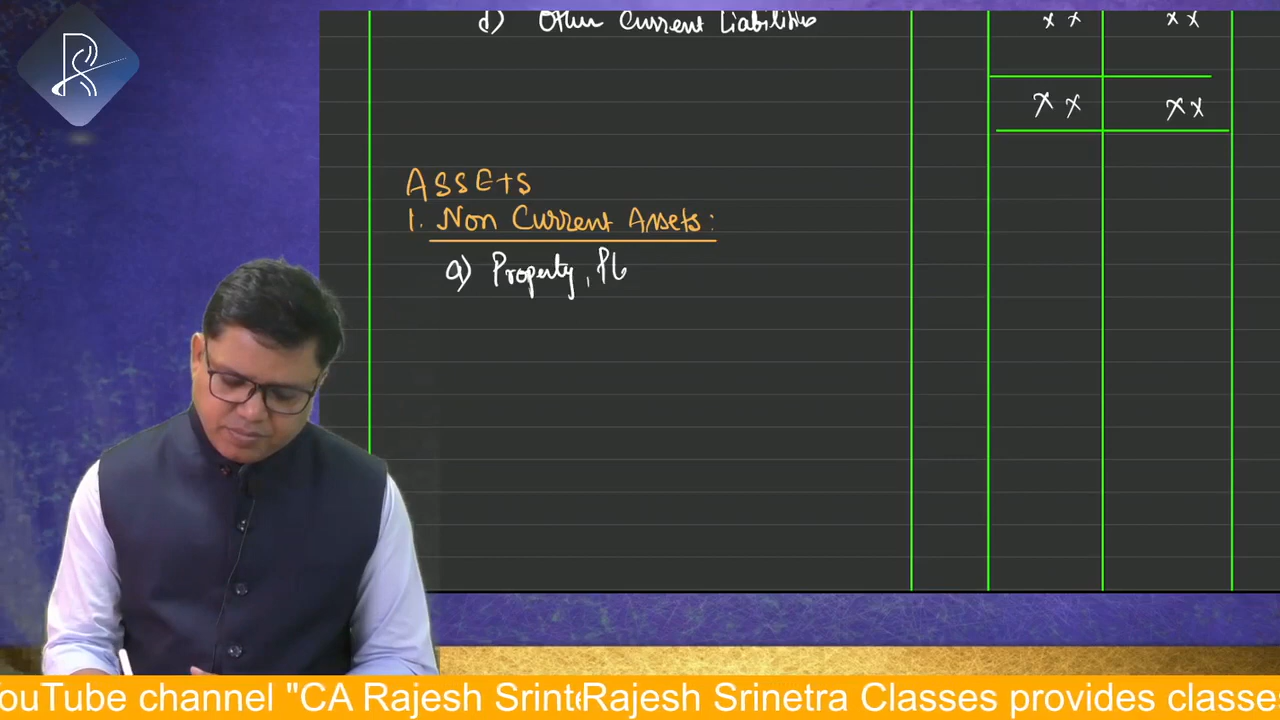 d) Other Current Liabilities x x x x
x x x x
ASSETS
1. Non Current Assets:
a) Property, Pl
YouTube channel "CA Rajesh Rajesh Srinetra Classes provides classes